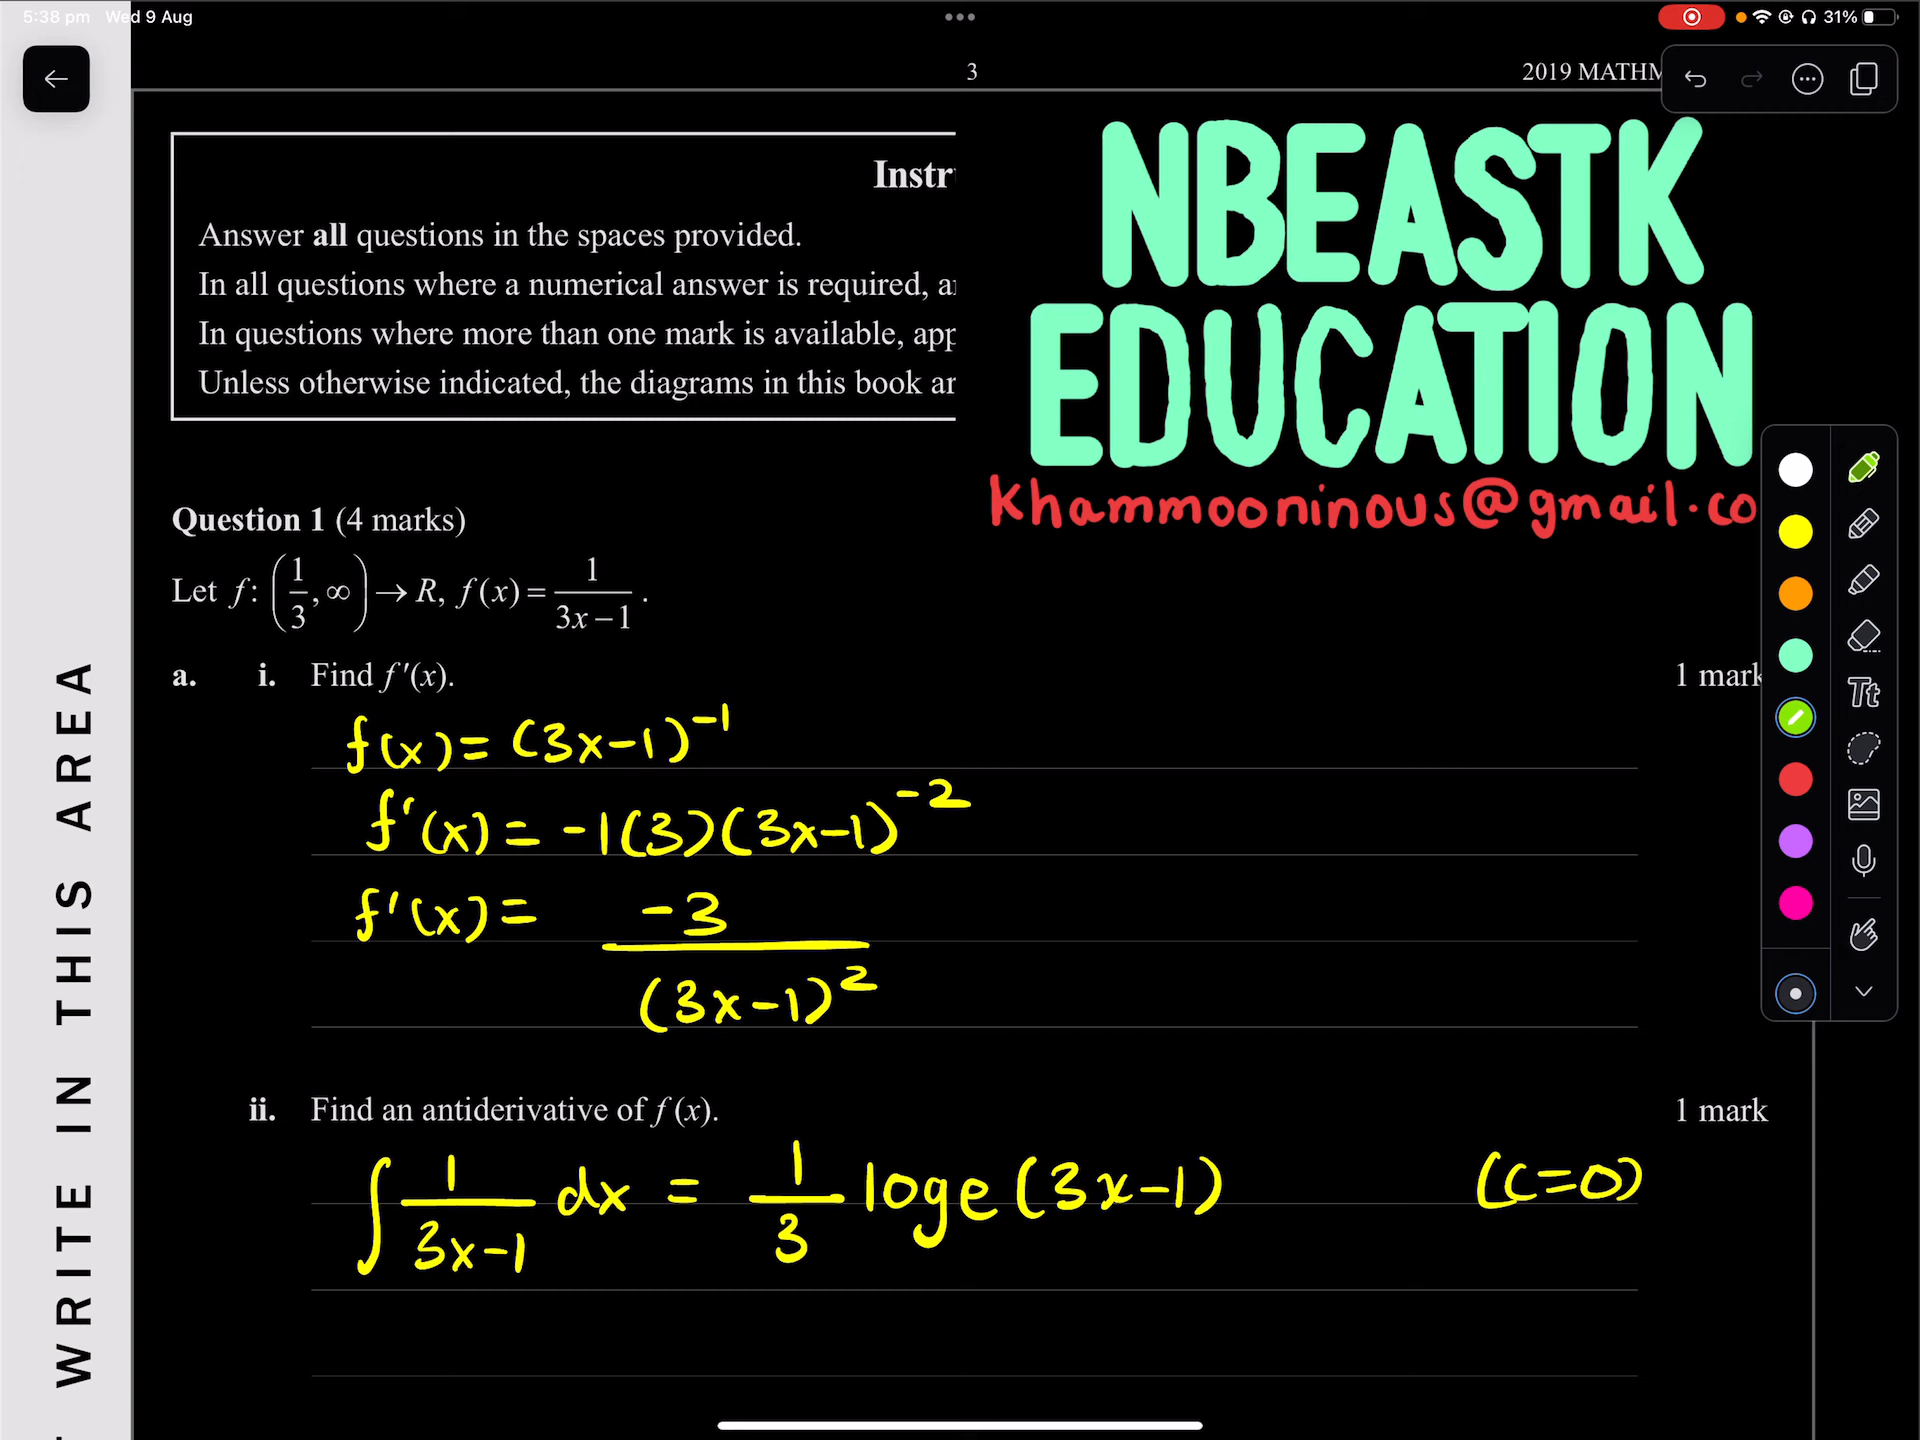 5:38 pm Wed 9 Aug
31%
3
2019 MATHM
NBEASTK
EDUCATION
khammooninous@gmail.co
Instr
Answer all questions in the spaces provided.
In all questions where a numerical answer is required, a
In questions where more than one mark is available, app
Unless otherwise indicated, the diagrams in this book ar
Question 1 (4 marks)
Let f: (1/3, ∞) → R, f(x) = 1/(3x – 1).
a. i. Find f′(x). 1 mark
f(x) = (3x-1)^-1
f'(x) = -1(3)(3x-1)^-2
f'(x) = -3/(3x-1)^2
ii. Find an antiderivative of f(x). 1 mark
∫ 1/(3x-1) dx = 1/3 loge (3x-1) (c=0)
Tt
WRITE IN THIS AREA